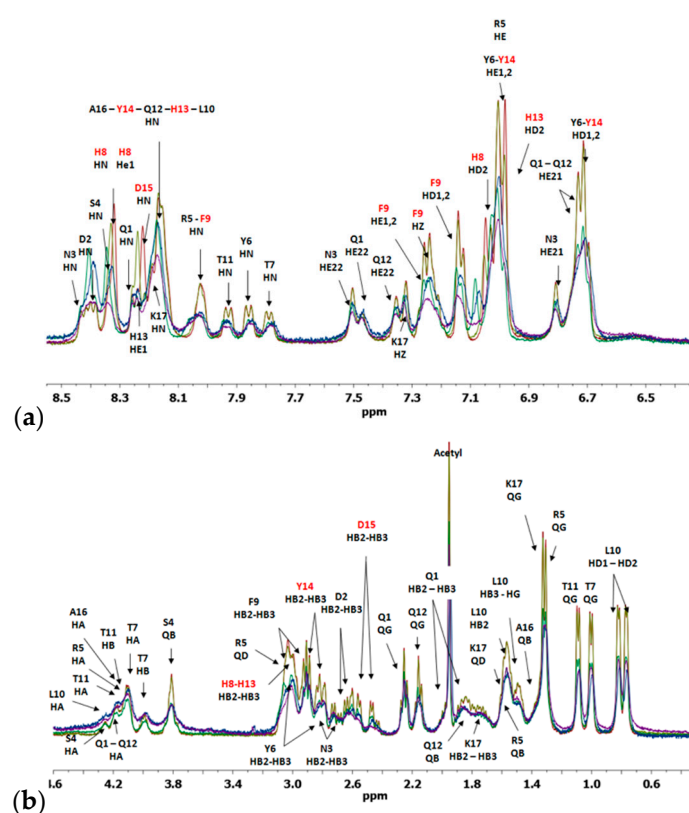 R5
HE
Y6-Y14
HE1,2
A16 – Y14 – Q12 – H13 – L10
HN
H13
HD2
Y6-Y14
HD1,2
H8 H8
HN He1
H8
HD2
Q1 – Q12
HE21
D15
HN
F9
HD1,2
S4
HN
R5 - F9
HN
F9
HE1,2
F9
HZ
N3
HE21
D2
HN
Q1
HN
Y6
HN
Q1
HE22
N3
HN
T11
HN
T7
HN
N3
HE22
Q12
HE22
K17
HN
H13
HE1
K17
HZ
8.5 8.3 8.1 7.9 7.7 7.5 7.3 7.1 6.9 6.7 6.5
ppm
(a)
Acetyl
D15
HB2-HB3
K17
QG
R5
QG
Y14
HB2-HB3
L10
HD1 – HD2
F9
HB2-HB3
D2
HB2-HB3
Q1
HB2 – HB3
L10
HB3 - HG
T11
QG
T7
QG
A16
HA
S4
QB
Q1
QG
Q12
QG
L10
HB2
A16
QB
T11
HB
T7
HA
R5
QD
R5
HA
T7
HB
K17
QD
T11
HA
H8-H13
HB2-HB3
L10
HA
S4
HA
Q1 – Q12
HA
Y6
HB2-HB3
N3
HB2-HB3
Q12
QB
K17
HB2 – HB3
R5
QB
1.6 4.2 3.8 3.4 3.0 2.6 2.2 1.8 1.4 1.0 0.6
ppm
(b)